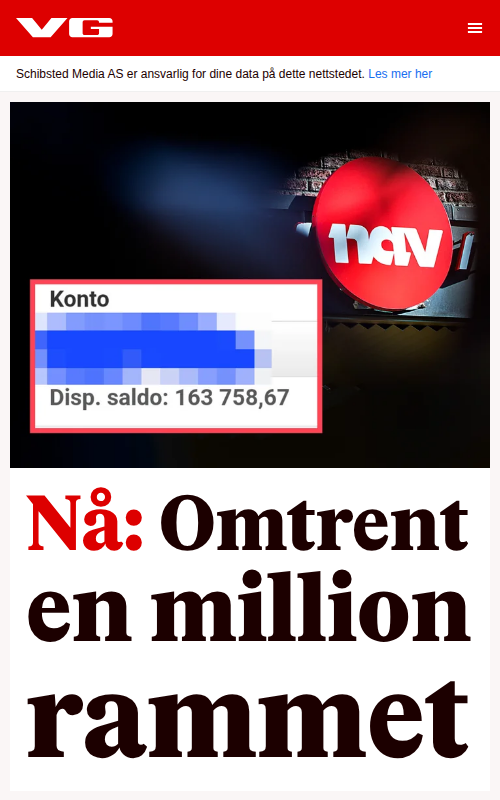 VG
Schibsted Media AS er ansvarlig for dine data på dette nettstedet. Les mer her
nav
Konto
Disp. saldo: 163 758,67
Nå: Omtrent
en million
rammet